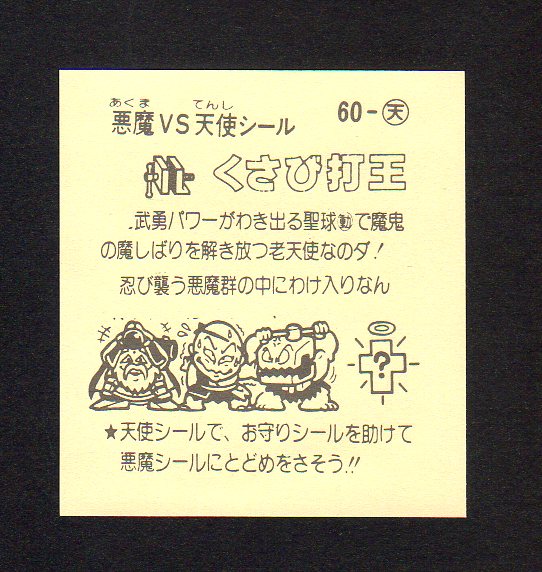 あくま てんし
悪魔VS天使シール 60-天
くさび打王
武勇パワーがわき出る聖球動で魔鬼
の魔しばりを解き放つ老天使なのダ!
忍び襲う悪魔群の中にわけ入りなん
?
★天使シールで、お守りシールを助けて
悪魔シールにとどめをさそう!!